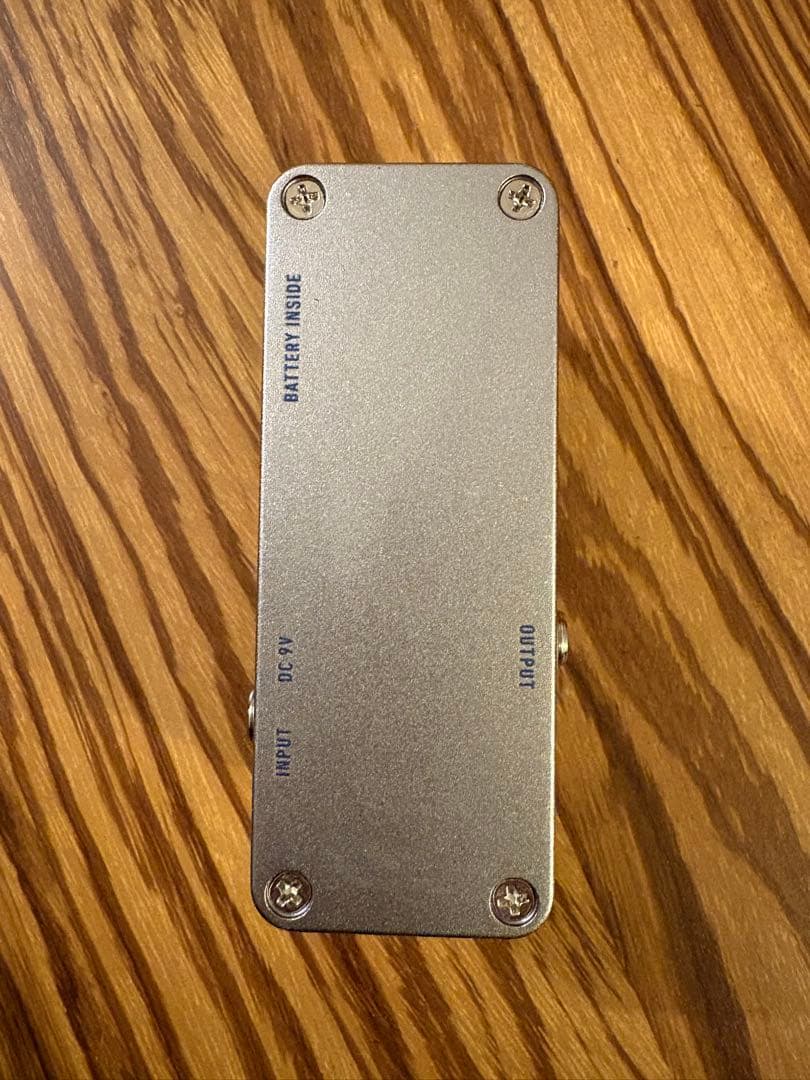 BATTERY INSIDE
DC 9V
OUTPUT
INPUT